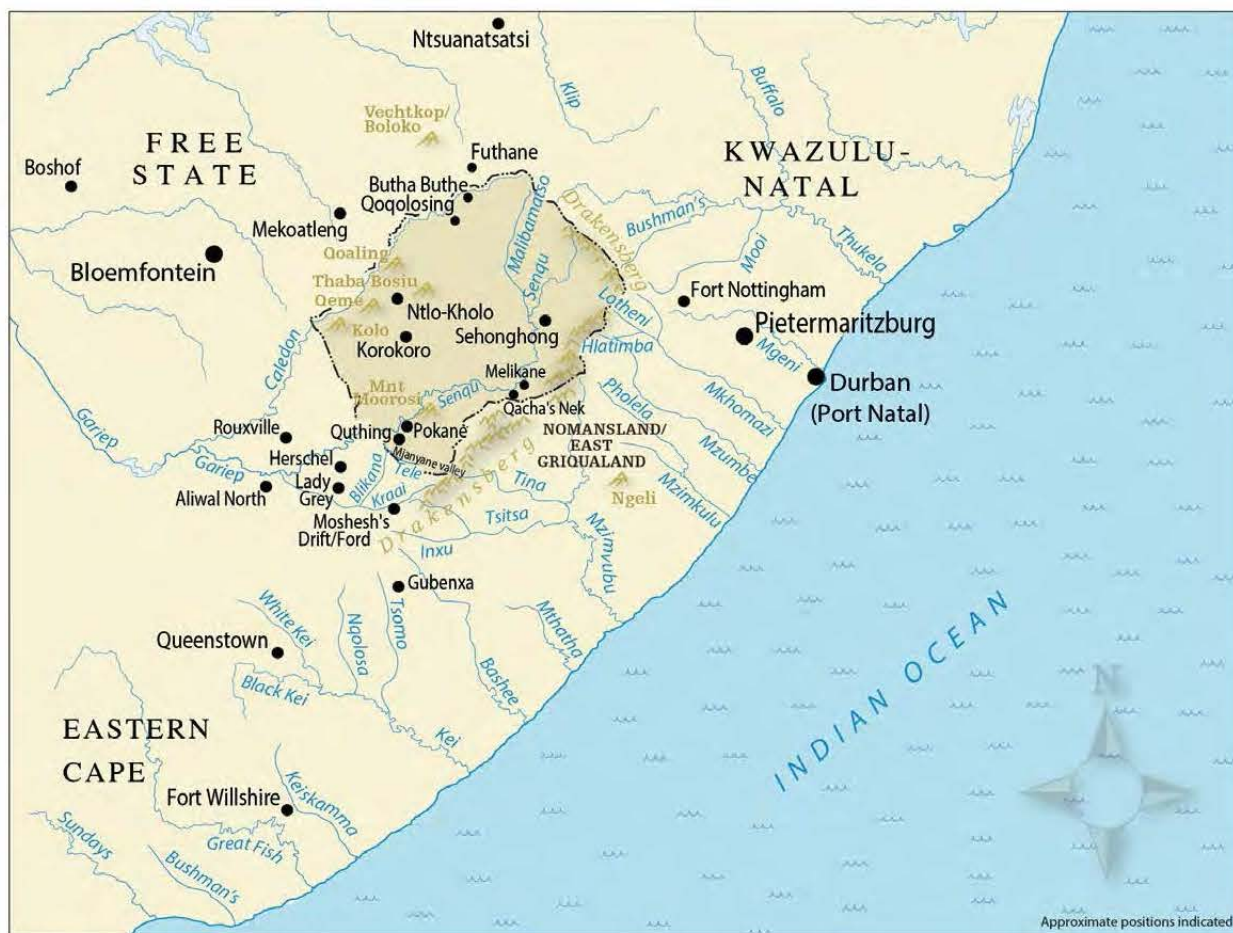 Ntsuanatsatsi
Klip
Buffalo
Vechtkop/
Boloko
FREE
STATE
KWAZULU-
NATAL
Boshof
Futhane
Butha Buthe
Qoqolosing
Mekoatleng
Malibamatso
Drakensberg
Bushman's
Mooi
Thukela
Bloemfontein
Qoaling
Thaba Bosiu
Qeme
Ntlo-Kholo
Senqu
Lotheni
Fort Nottingham
Kolo
Korokoro
Sehonghong
Hlatimba
Pietermaritzburg
Mgeni
Caledon
Melikane
Mnt
Moorosi
Senqu
Qacha's Nek
Pholela
Mkhomazi
Durban
(Port Natal)
Gariep
Rouxville
Quthing
Pokane
NOMANSLAND/
EAST
GRIQUALAND
Mzumbe
Mjanyane valley
Herschel
Gariep
Aliwal North
Lady
Grey
Blikana
Tele
Kraai
Drakensberg
Tina
Ngeli
Mzimkulu
Moshesh's
Drift/Ford
Tsitsa
Inxu
Mzimvubu
Gubenxa
White Kei
Nqolosa
Tsomo
Mthatha
Queenstown
Black Kei
Bashee
Kei
INDIAN OCEAN
N
EASTERN
CAPE
Fort Willshire
Keiskamma
Great Fish
Sundays
Bushman's
Approximate positions indicated